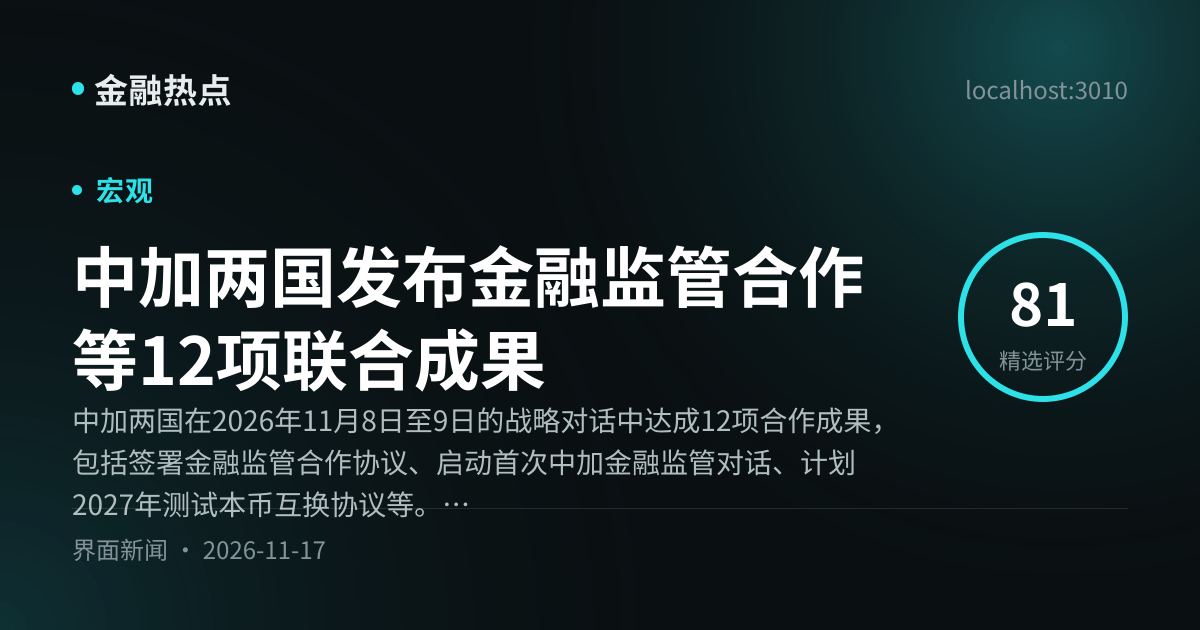 金融热点
localhost:3010
宏观
中加两国发布金融监管合作
等12项联合成果
81
精选评分
中加两国在2026年11月8日至9日的战略对话中达成12项合作成果，
包括签署金融监管合作协议、启动首次中加金融监管对话、计划
2027年测试本币互换协议等。…
界面新闻 · 2026-11-17